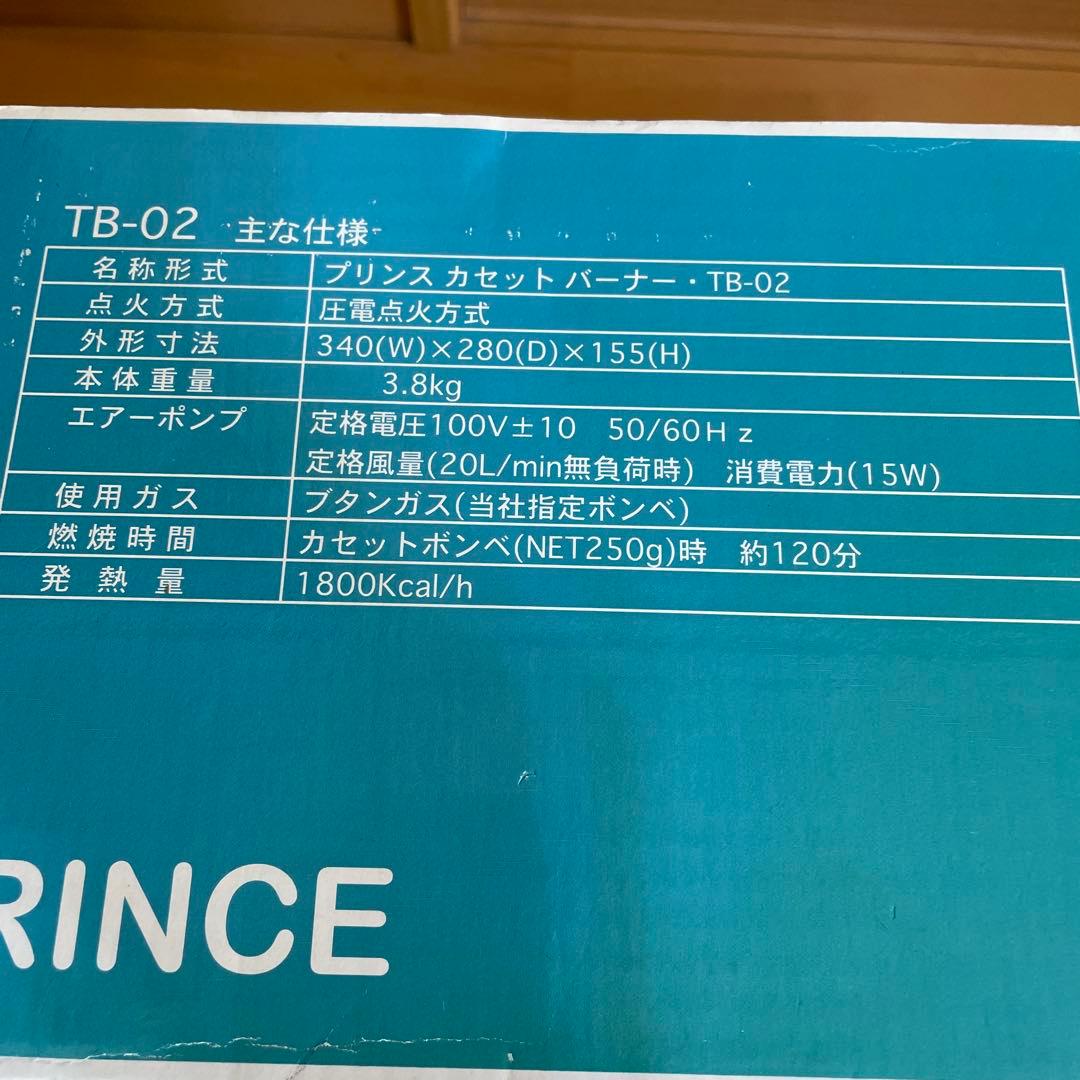 TB-02 主な仕様
名称形式 プリンス カセット バーナー・TB-02
点火方式 圧電点火方式
外形寸法 340(W)×280(D)×155(H)
本体重量 3.8kg
エアーポンプ 定格電圧100V±10 50/60Hz
定格風量(20L/min無負荷時) 消費電力(15W)
使用ガス ブタンガス(当社指定ボンベ)
燃焼時間 カセットボンベ(NET250g)時 約120分
発熱量 1800Kcal/h
RINCE